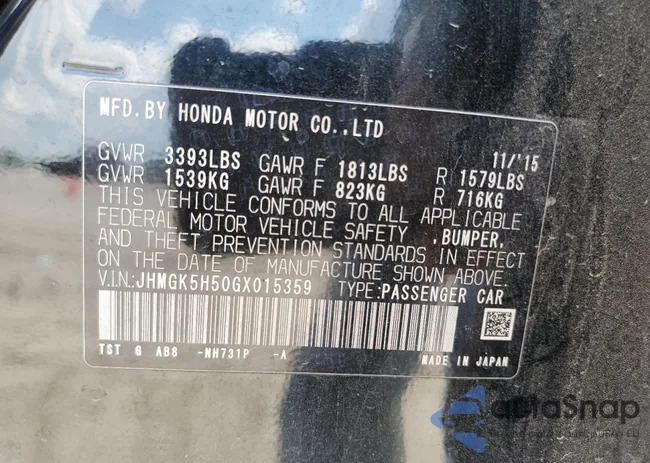 MFD.BY HONDA MOTOR CO.,LTD
11/'15
GVWR 3393LBS GAWR F 1813LBS R 1579LBS
GVWR 1539KG GAWR F 823KG R 716KG
THIS VEHICLE CONFORMS TO ALL APPLICABLE
FEDERAL MOTOR VEHICLE SAFETY ,BUMPER,
AND THEFT PREVENTION STANDARDS IN EFFECT
ON THE DATE OF MANUFACTURE SHOWN ABOVE.
V.IN:JHMGK5H50GX015359 TYPE:PASSENGER CAR
TST G AB8 -NH731P -A
MADE IN JAPAN
aBtaSnap